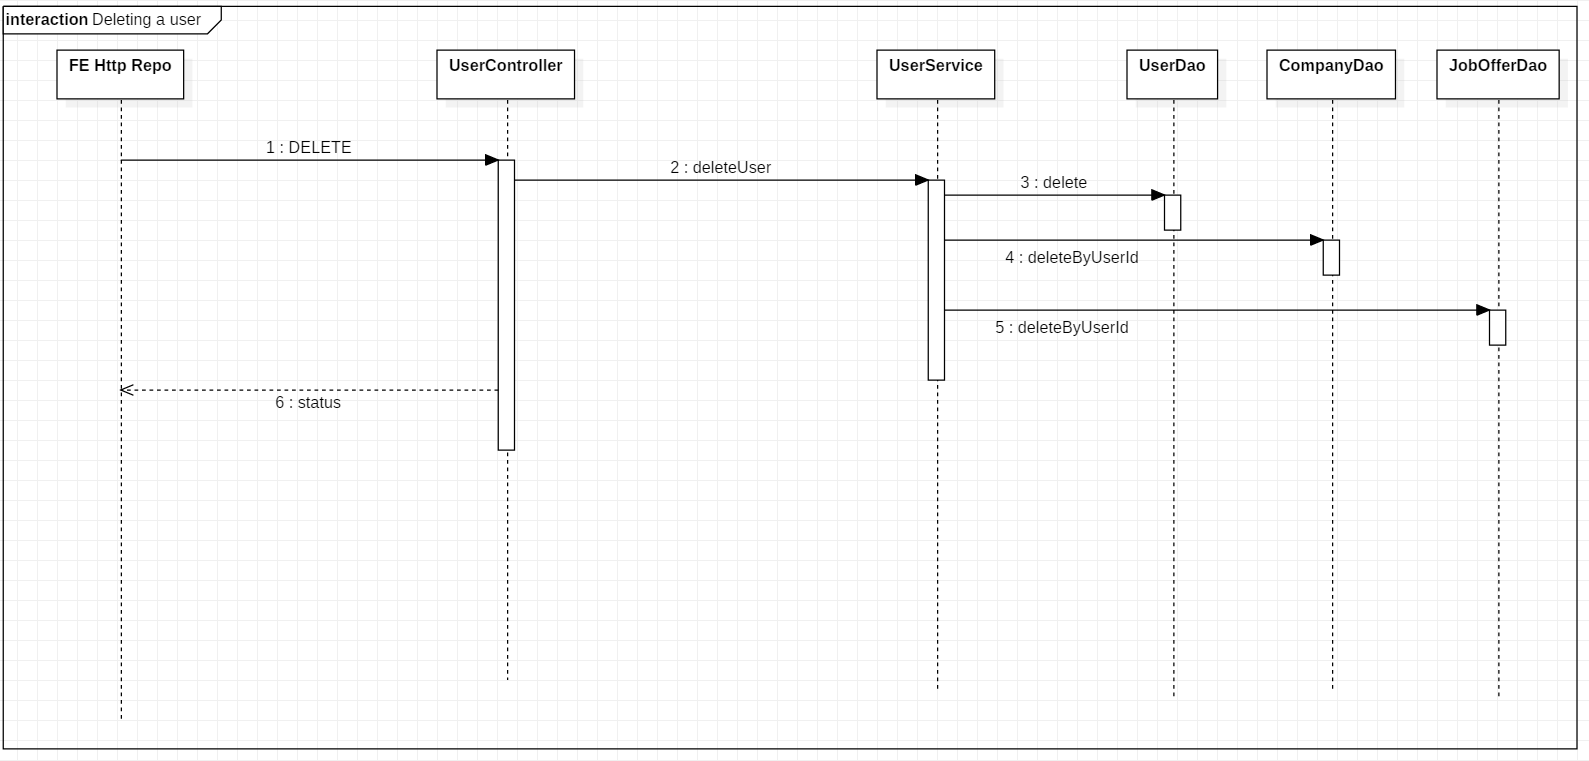 interaction Deleting a user
FE Http Repo
UserController
UserService
UserDao
CompanyDao
JobOfferDao
1 : DELETE
2 : deleteUser
3 : delete
4 : deleteByUserId
5 : deleteByUserId
6 : status